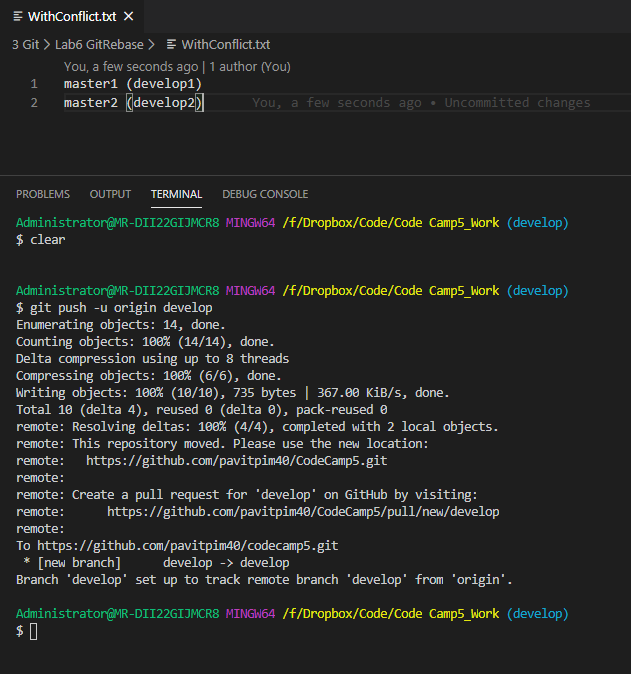 WithConflict.txt
3 Git > Lab6 GitRebase > WithConflict.txt
You, a few seconds ago | 1 author (You)
1 master1 (develop1)
2 master2 (develop2) You, a few seconds ago • Uncommitted changes
PROBLEMS OUTPUT TERMINAL DEBUG CONSOLE
Administrator@MR-DII22GIJMCR8 MINGW64 /f/Dropbox/Code/Code Camp5_Work (develop)
$ clear
Administrator@MR-DII22GIJMCR8 MINGW64 /f/Dropbox/Code/Code Camp5_Work (develop)
$ git push -u origin develop
Enumerating objects: 14, done.
Counting objects: 100% (14/14), done.
Delta compression using up to 8 threads
Compressing objects: 100% (6/6), done.
Writing objects: 100% (10/10), 735 bytes | 367.00 KiB/s, done.
Total 10 (delta 4), reused 0 (delta 0), pack-reused 0
remote: Resolving deltas: 100% (4/4), completed with 2 local objects.
remote: This repository moved. Please use the new location:
remote:   https://github.com/pavitpim40/CodeCamp5.git
remote:
remote: Create a pull request for 'develop' on GitHub by visiting:
remote:      https://github.com/pavitpim40/CodeCamp5/pull/new/develop
remote:
To https://github.com/pavitpim40/codecamp5.git
 * [new branch]      develop -> develop
Branch 'develop' set up to track remote branch 'develop' from 'origin'.
Administrator@MR-DII22GIJMCR8 MINGW64 /f/Dropbox/Code/Code Camp5_Work (develop)
$